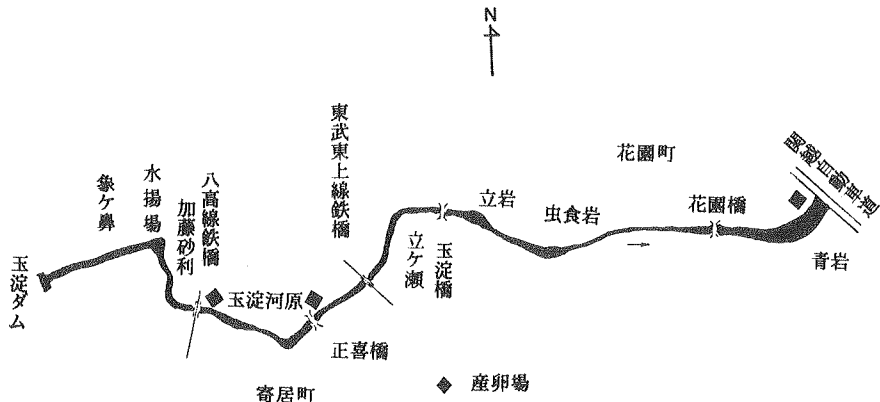 N
玉淀ダム
象ケ鼻
水揚場
加藤砂利
八高線鉄橋
玉淀河原
正喜橋
寄居町
東武東上線鉄橋
立ケ瀬
玉淀橋
立岩
虫食岩
花園町
花園橋
関越自動車道
青岩
産卵場